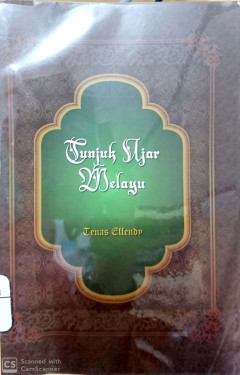 Tunjuk Ajar
Melayu
Tenas Effendy
CS
Scanned with
CamScanner